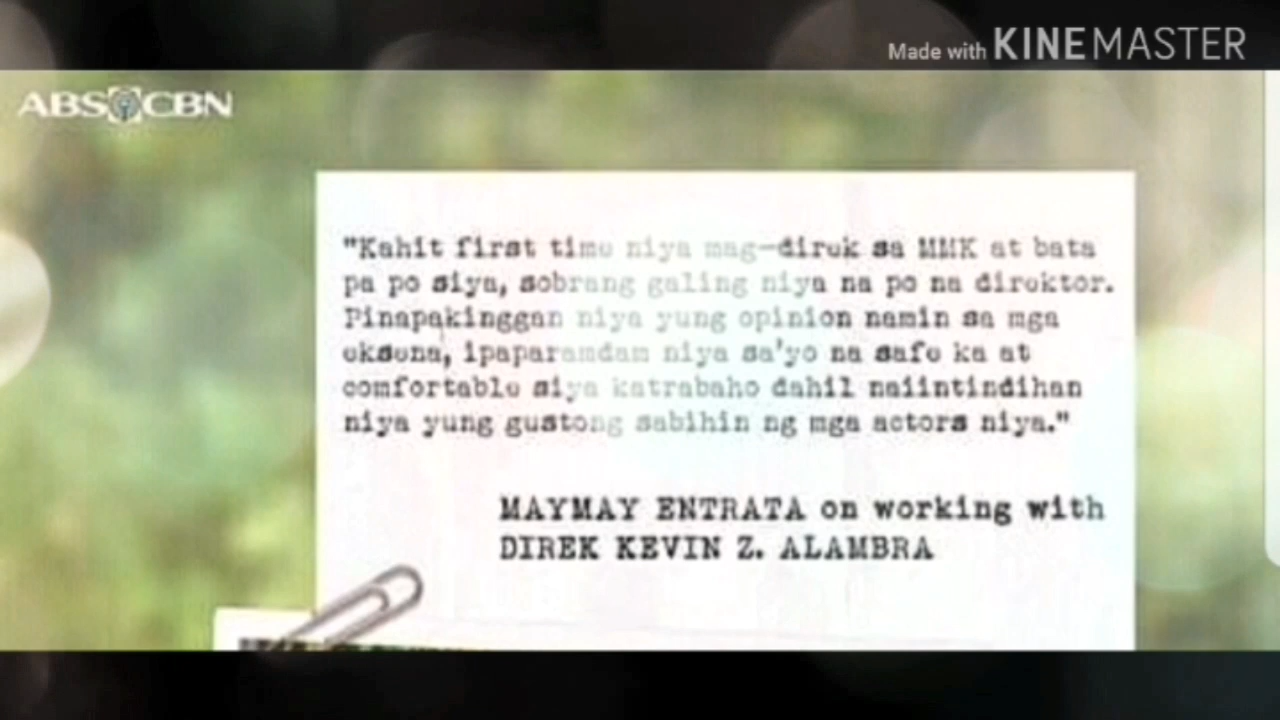 Made with KINEMASTER
ABS CBN
"Kahit first time niya mag-direk sa MMK at bata
pa po siya, sobrang galing niya na po na direktor.
Pinapakinggan niya yung opinion namin sa mga
eksena, ipaparamdam niya sa'yo na safe ka at
comfortable siya katrabaho dahil naiintindihan
niya yung gustong sabihin ng mga actors niya."
MAYMAY ENTRATA on working with
DIREK KEVIN Z. ALAMBRA